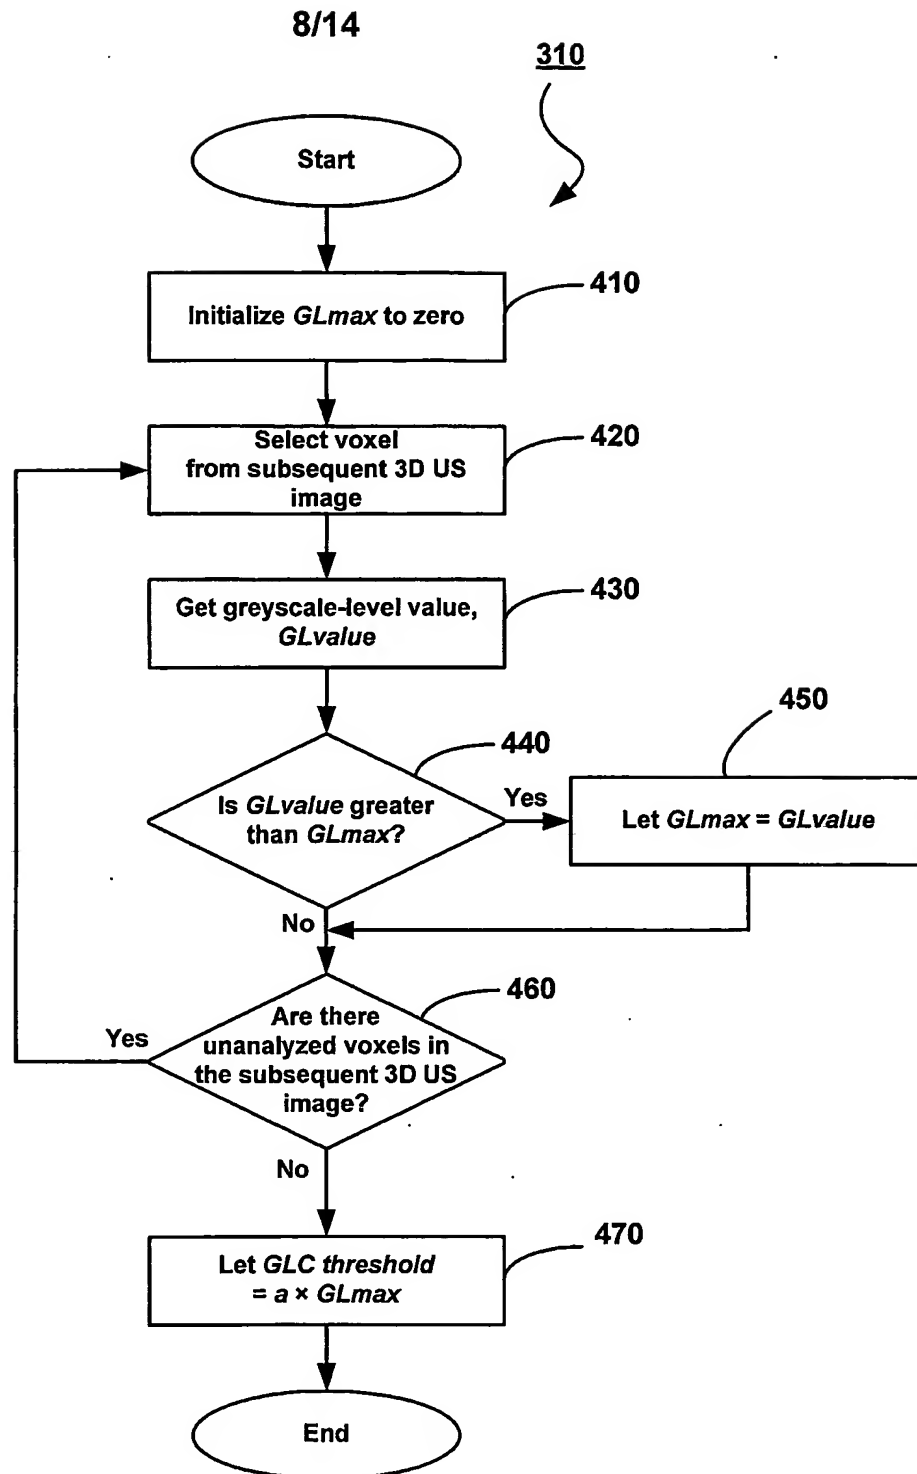 8/14
310
Start
Initialize GLmax to zero
410
Select voxel
from subsequent 3D US
image
420
Get greyscale-level value,
GLvalue
430
440
Is GLvalue greater
than GLmax?
Yes
450
Let GLmax = GLvalue
No
460
Are there
unanalyzed voxels in
the subsequent 3D US
image?
Yes
No
470
Let GLC threshold
= a × GLmax
End